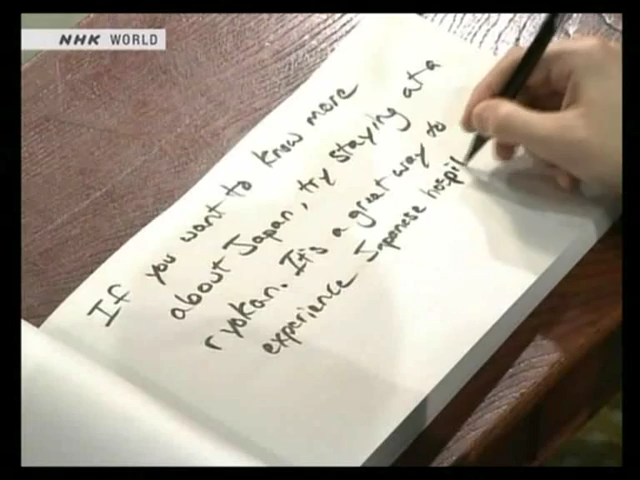 NHK WORLD
If you want to know more
about Japan, try staying at a
ryokan. It's a great way to
experience Japanese hospi